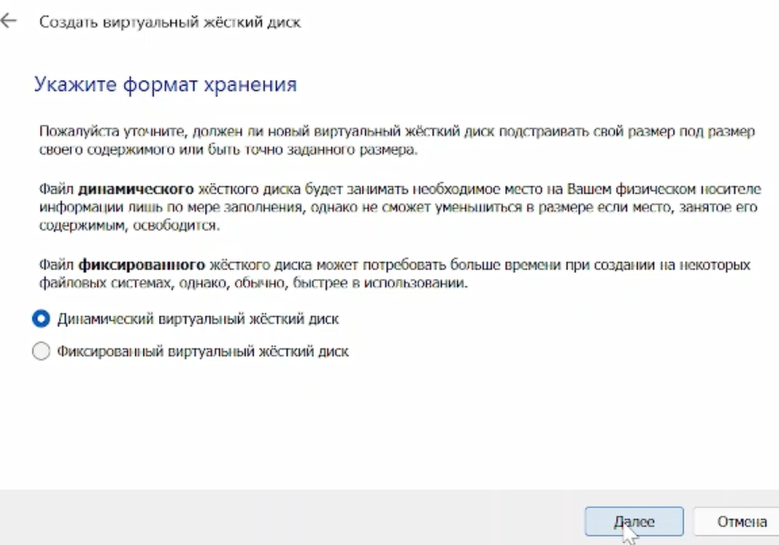 Создать виртуальный жёсткий диск
Укажите формат хранения
Пожалуйста уточните, должен ли новый виртуальный жёсткий диск подстраивать свой размер под размер
своего содержимого или быть точно заданного размера.
Файл динамического жёсткого диска будет занимать необходимое место на Вашем физическом носителе
информации лишь по мере заполнения, однако не сможет уменьшиться в размере если место, занятое его
содержимым, освободится.
Файл фиксированного жёсткого диска может потребовать больше времени при создании на некоторых
файловых системах, однако, обычно, быстрее в использовании.
Динамический виртуальный жёсткий диск
Фиксированный виртуальный жёсткий диск
Далее
Отмена